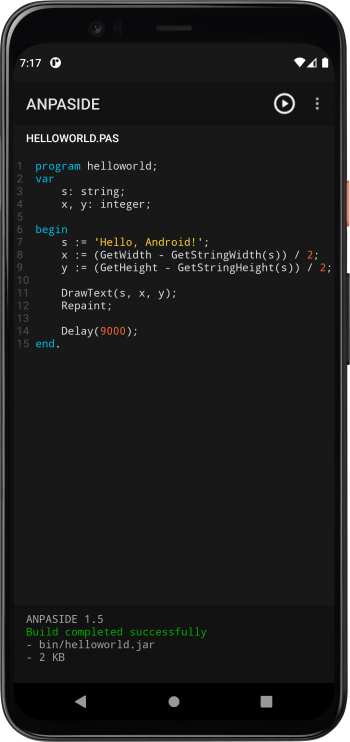 7:17
ANPASIDE
HELLOWORLD.PAS
1 program helloworld;
2 var
3     s: string;
4     x, y: integer;
5
6 begin
7     s := 'Hello, Android!';
8     x := (GetWidth - GetStringWidth(s)) / 2;
9     y := (GetHeight - GetStringHeight(s)) / 2;
10
11     DrawText(s, x, y);
12     Repaint;
13
14     Delay(9000);
15 end.
ANPASIDE 1.5
Build completed successfully
- bin/helloworld.jar
- 2 KB